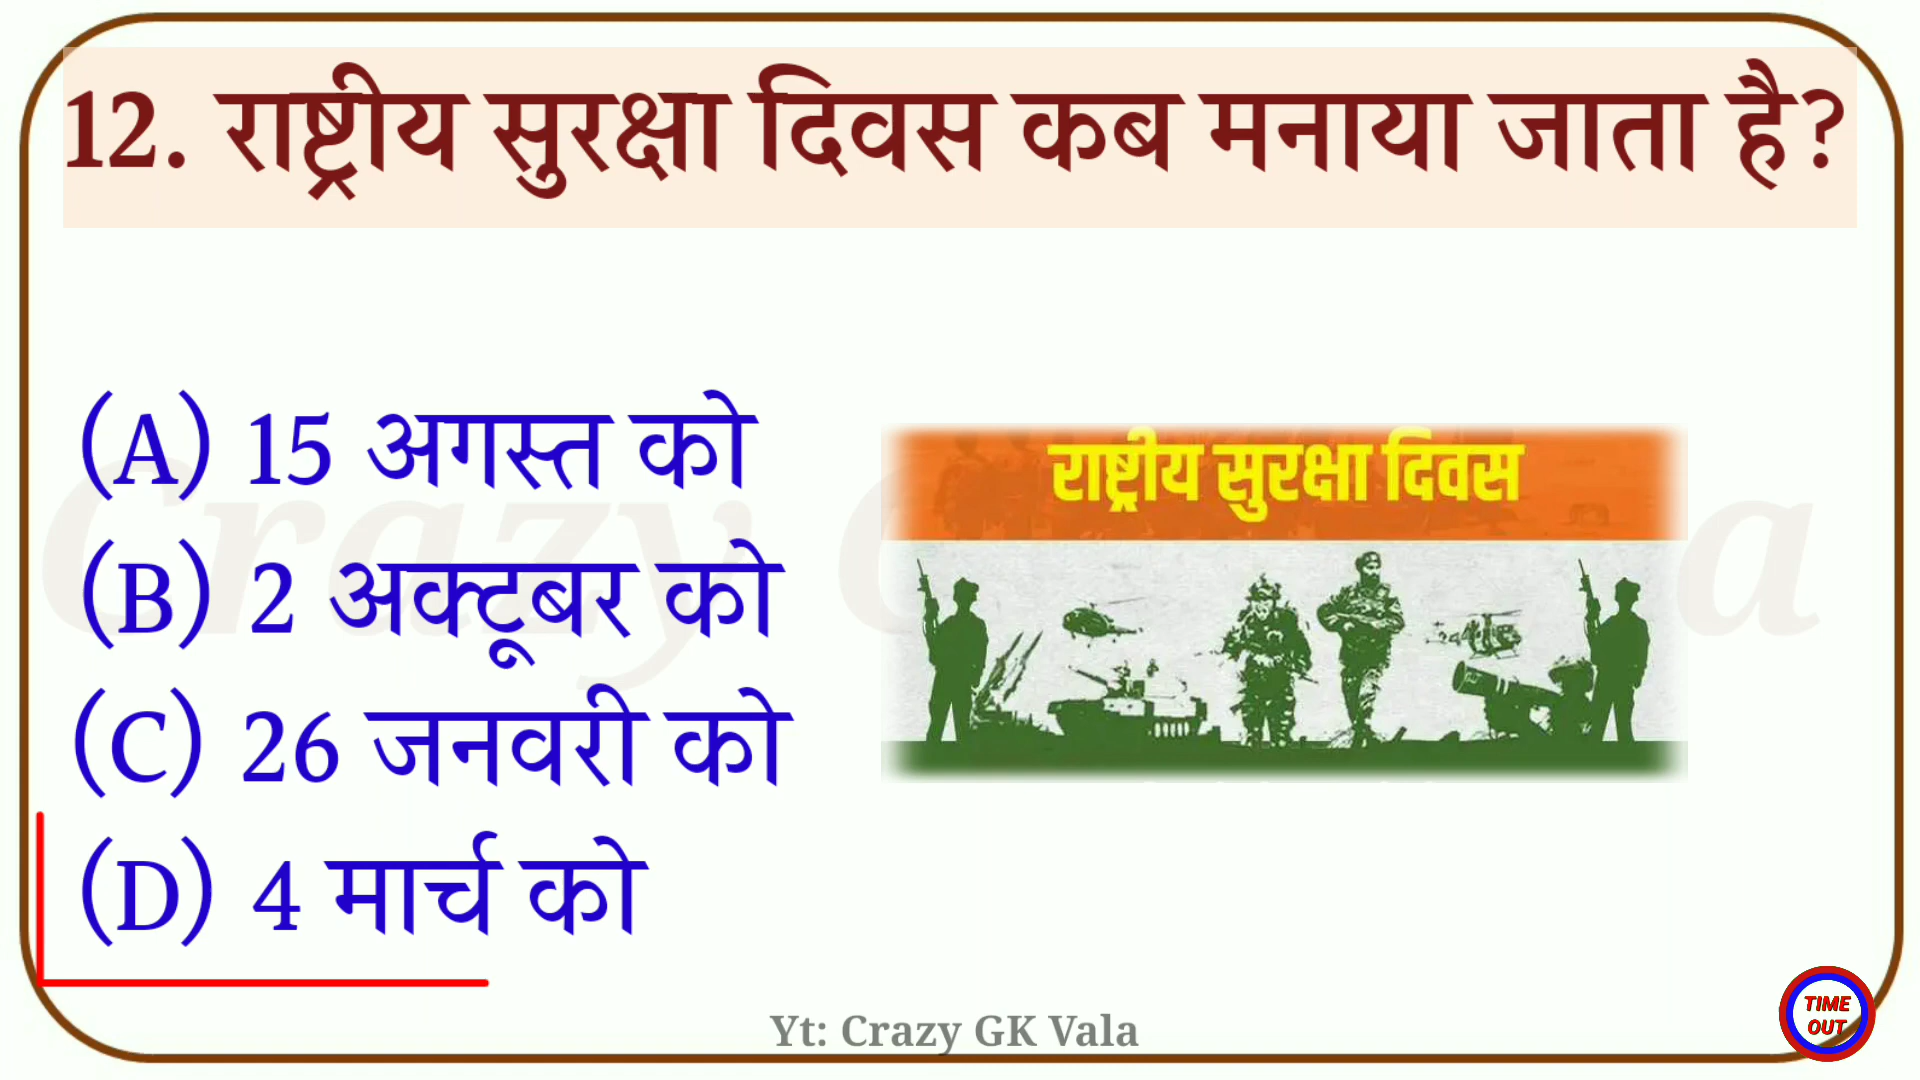 12. राष्ट्रीय सुरक्षा दिवस कब मनाया जाता है?
(A) 15 अगस्त को
राष्ट्रीय सुरक्षा दिवस
(B) 2 अक्टूबर को
(C) 26 जनवरी को
(D) 4 मार्च को
TIME
OUT
Yt: Crazy GK Vala